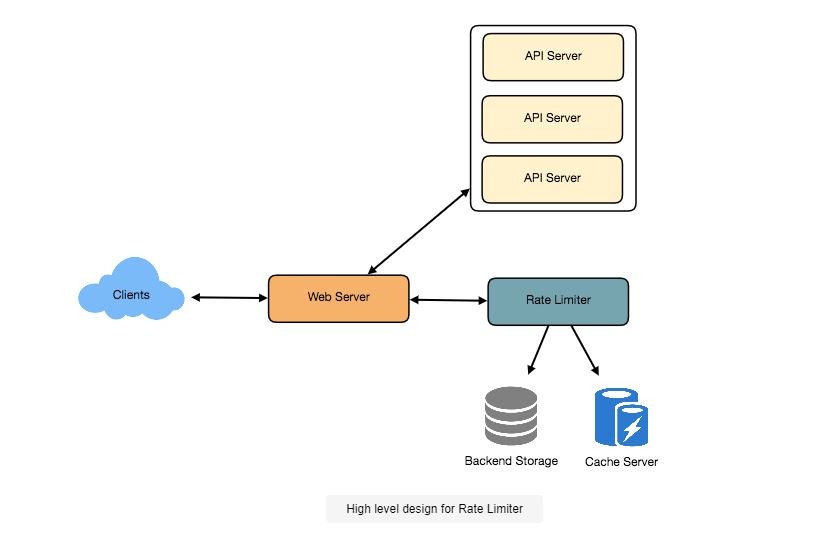 API Server
API Server
API Server
Clients
Web Server
Rate Limiter
Backend Storage
Cache Server
High level design for Rate Limiter